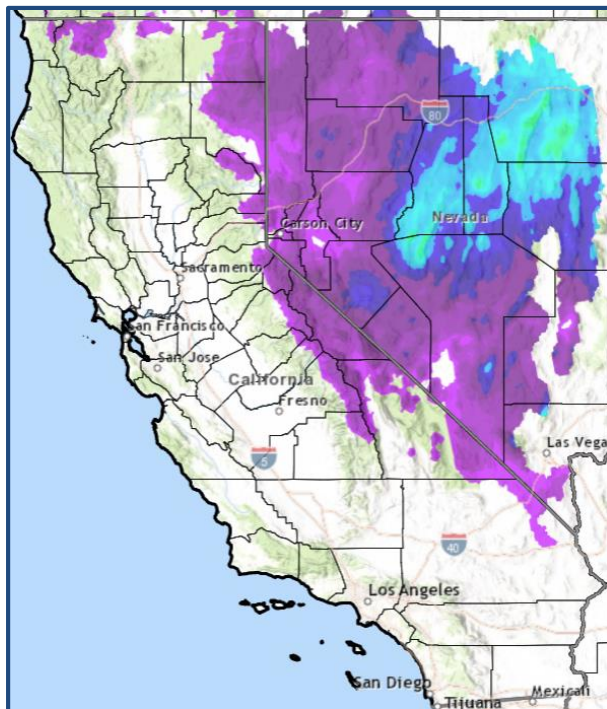 80
Carson City
Nevada
Sacramento
San Francisco
San Jose
California
Fresno
5
Las Vega
40
Los Angeles
San Diego
Tijuana
Mexicali